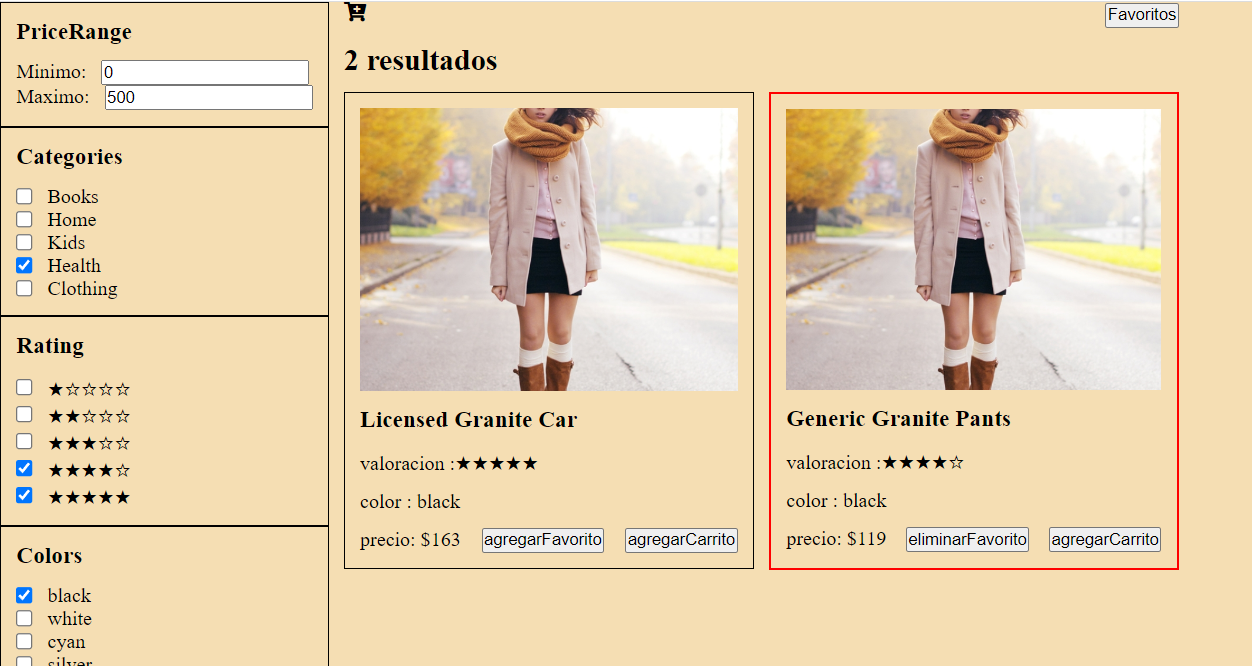 PriceRange
Minimo: 0
Maximo: 500
Categories
Books
Home
Kids
Health
Clothing
Rating
★☆☆☆☆
★★☆☆☆
★★★☆☆
★★★★☆
★★★★★
Colors
black
white
cyan
silver
Favoritos
2 resultados
Licensed Granite Car
valoracion :★★★★★
color : black
precio: $163 agregarFavorito agregarCarrito
Generic Granite Pants
valoracion :★★★★☆
color : black
precio: $119 eliminarFavorito agregarCarrito